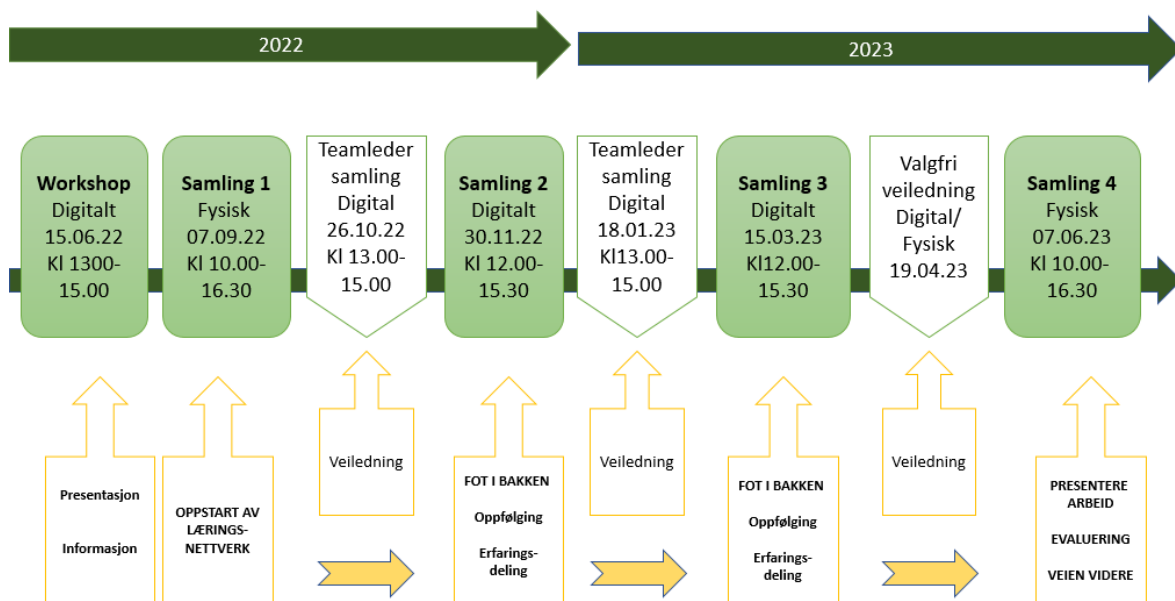 2022
2023
Workshop
Digitalt
15.06.22
Kl 1300-
15.00
Samling 1
Fysisk
07.09.22
Kl 10.00-
16.30
Teamleder
samling
Digital
26.10.22
Kl 13.00-
15.00
Samling 2
Digitalt
30.11.22
Kl 12.00-
15.30
Teamleder
samling
Digital
18.01.23
Kl13.00-
15.00
Samling 3
Digitalt
15.03.23
Kl12.00-
15.30
Valgfri
veiledning
Digital/
Fysisk
19.04.23
Samling 4
Fysisk
07.06.23
Kl 10.00-
16.30
Presentasjon
Informasjon
OPPSTART AV
LÆRINGS-
NETTVERK
Veiledning
FOT I BAKKEN
Oppfølging
Erfarings-
deling
Veiledning
FOT I BAKKEN
Oppfølging
Erfarings-
deling
Veiledning
PRESENTERE
ARBEID
EVALUERING
VEIEN VIDERE